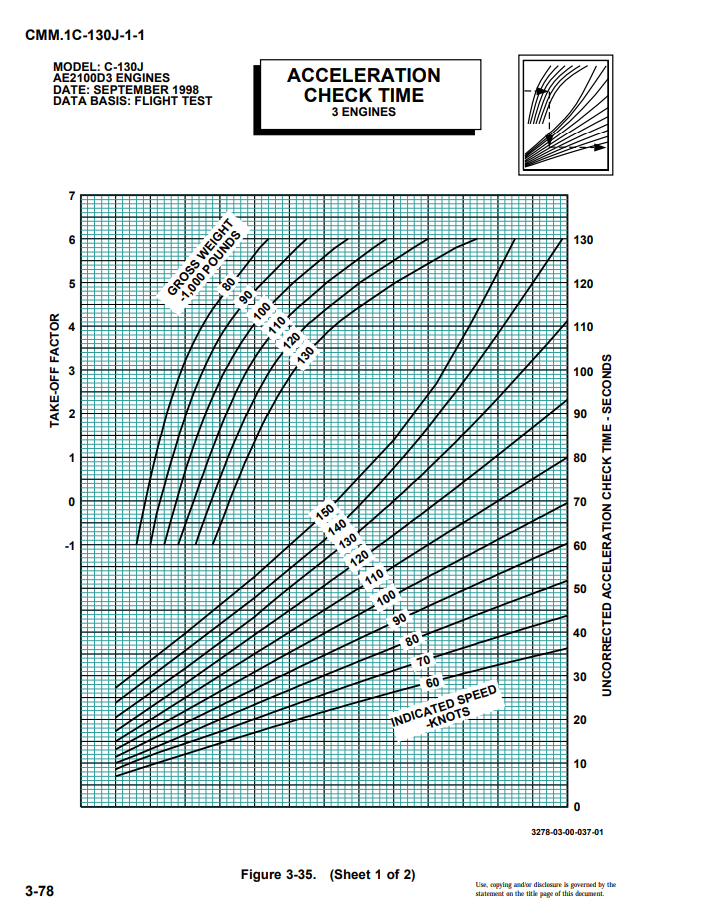 CMM.1C-130J-1-1
MODEL: C-130J
AE2100D3 ENGINES
DATE: SEPTEMBER 1998
DATA BASIS: FLIGHT TEST
ACCELERATION
CHECK TIME
3 ENGINES
7
6
5
4
3
2
1
0
-1
TAKE-OFF FACTOR
GROSS WEIGHT
-1,000 POUNDS
80
90
100
110
120
130
150
140
130
120
110
100
90
80
70
60
INDICATED SPEED
-KNOTS
130
120
110
100
90
80
70
60
50
40
30
20
10
0
UNCORRECTED ACCELERATION CHECK TIME - SECONDS
3278-03-00-037-01
Figure 3-35. (Sheet 1 of 2)
3-78
Use, copying and/or disclosure is governed by the
statement on the title page of this document.